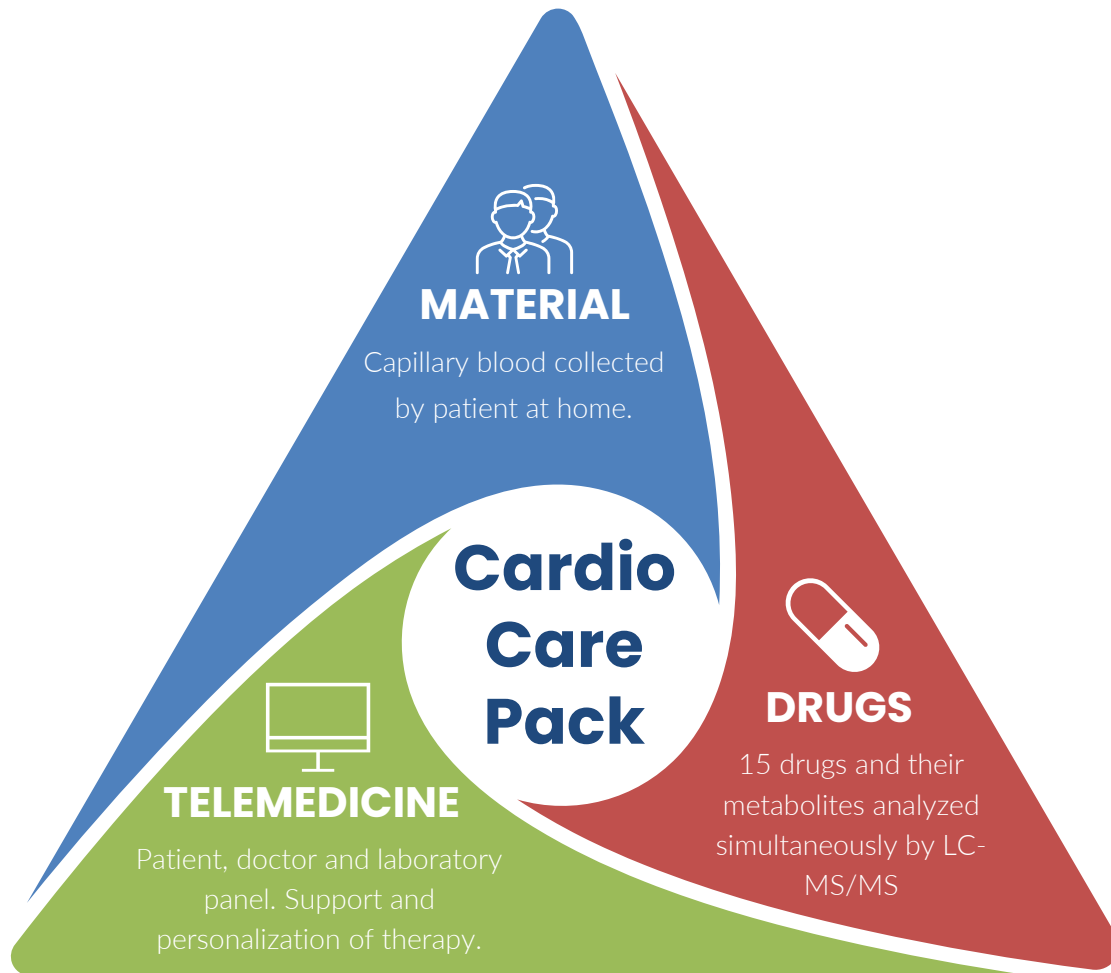 MATERIAL
Capillary blood collected
by patient at home.
Cardio
Care
Pack
DRUGS
15 drugs and their
metabolites analyzed
simultaneously by LC-
MS/MS
TELEMEDICINE
Patient, doctor and laboratory
panel. Support and
personalization of therapy.